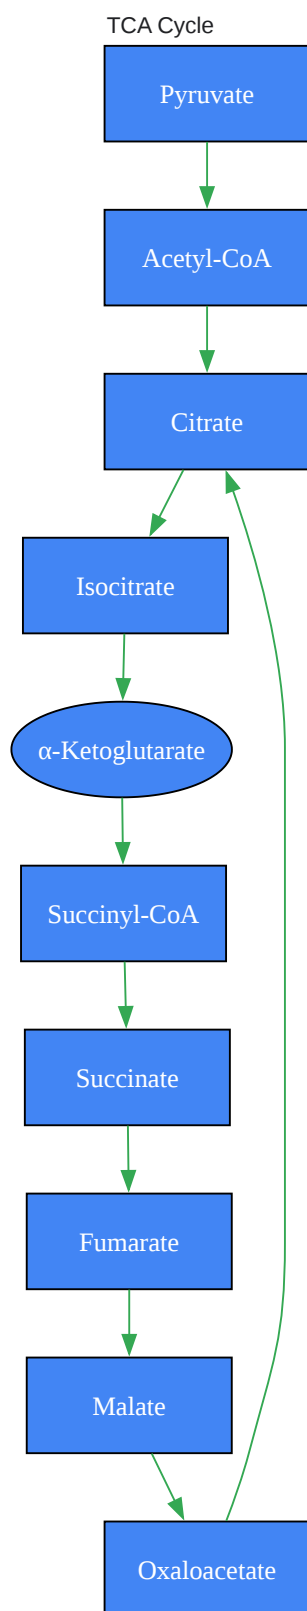 TCA Cycle
Pyruvate
Acetyl-CoA
Citrate
Isocitrate
α-Ketoglutarate
Succinyl-CoA
Succinate
Fumarate
Malate
Oxaloacetate